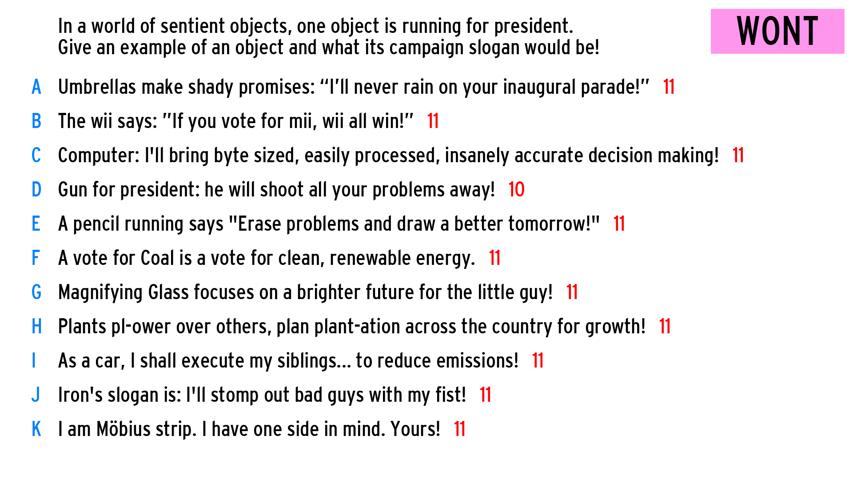 In a world of sentient objects, one object is running for president.
Give an example of an object and what its campaign slogan would be!
WONT
A Umbrellas make shady promises: “I’ll never rain on your inaugural parade!” 11
B The wii says: ”If you vote for mii, wii all win!” 11
C Computer: I'll bring byte sized, easily processed, insanely accurate decision making! 11
D Gun for president: he will shoot all your problems away! 10
E A pencil running says "Erase problems and draw a better tomorrow!" 11
F A vote for Coal is a vote for clean, renewable energy. 11
G Magnifying Glass focuses on a brighter future for the little guy! 11
H Plants pl-ower over others, plan plant-ation across the country for growth! 11
I As a car, I shall execute my siblings... to reduce emissions! 11
J Iron's slogan is: I'll stomp out bad guys with my fist! 11
K I am Möbius strip. I have one side in mind. Yours! 11